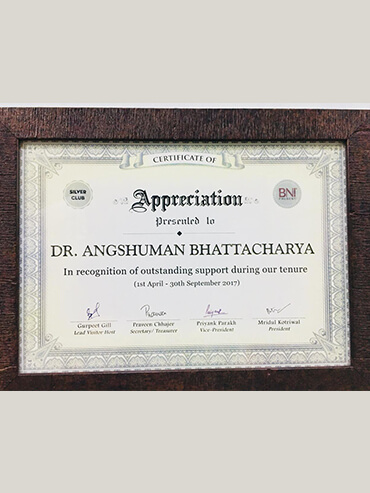 CERTIFICATE OF
SILVER
CLUB
Appreciation
BNI
Presented to
DR. ANGSHUMAN BHATTACHARYA
In recognition of outstanding support during our tenure
(1st April - 30th September 2017)
Gurpeet Gill
Lead Visitor Host
Praveen Chhajer
Secretary/ Treasurer
Priyank Parakh
Vice-President
Mridul Kotriwal
President